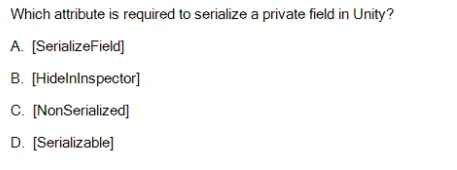 Which attribute is required to serialize a private field in Unity?
A. [SerializeField]
B. [HideInInspector]
C. [NonSerialized]
D. [Serializable]